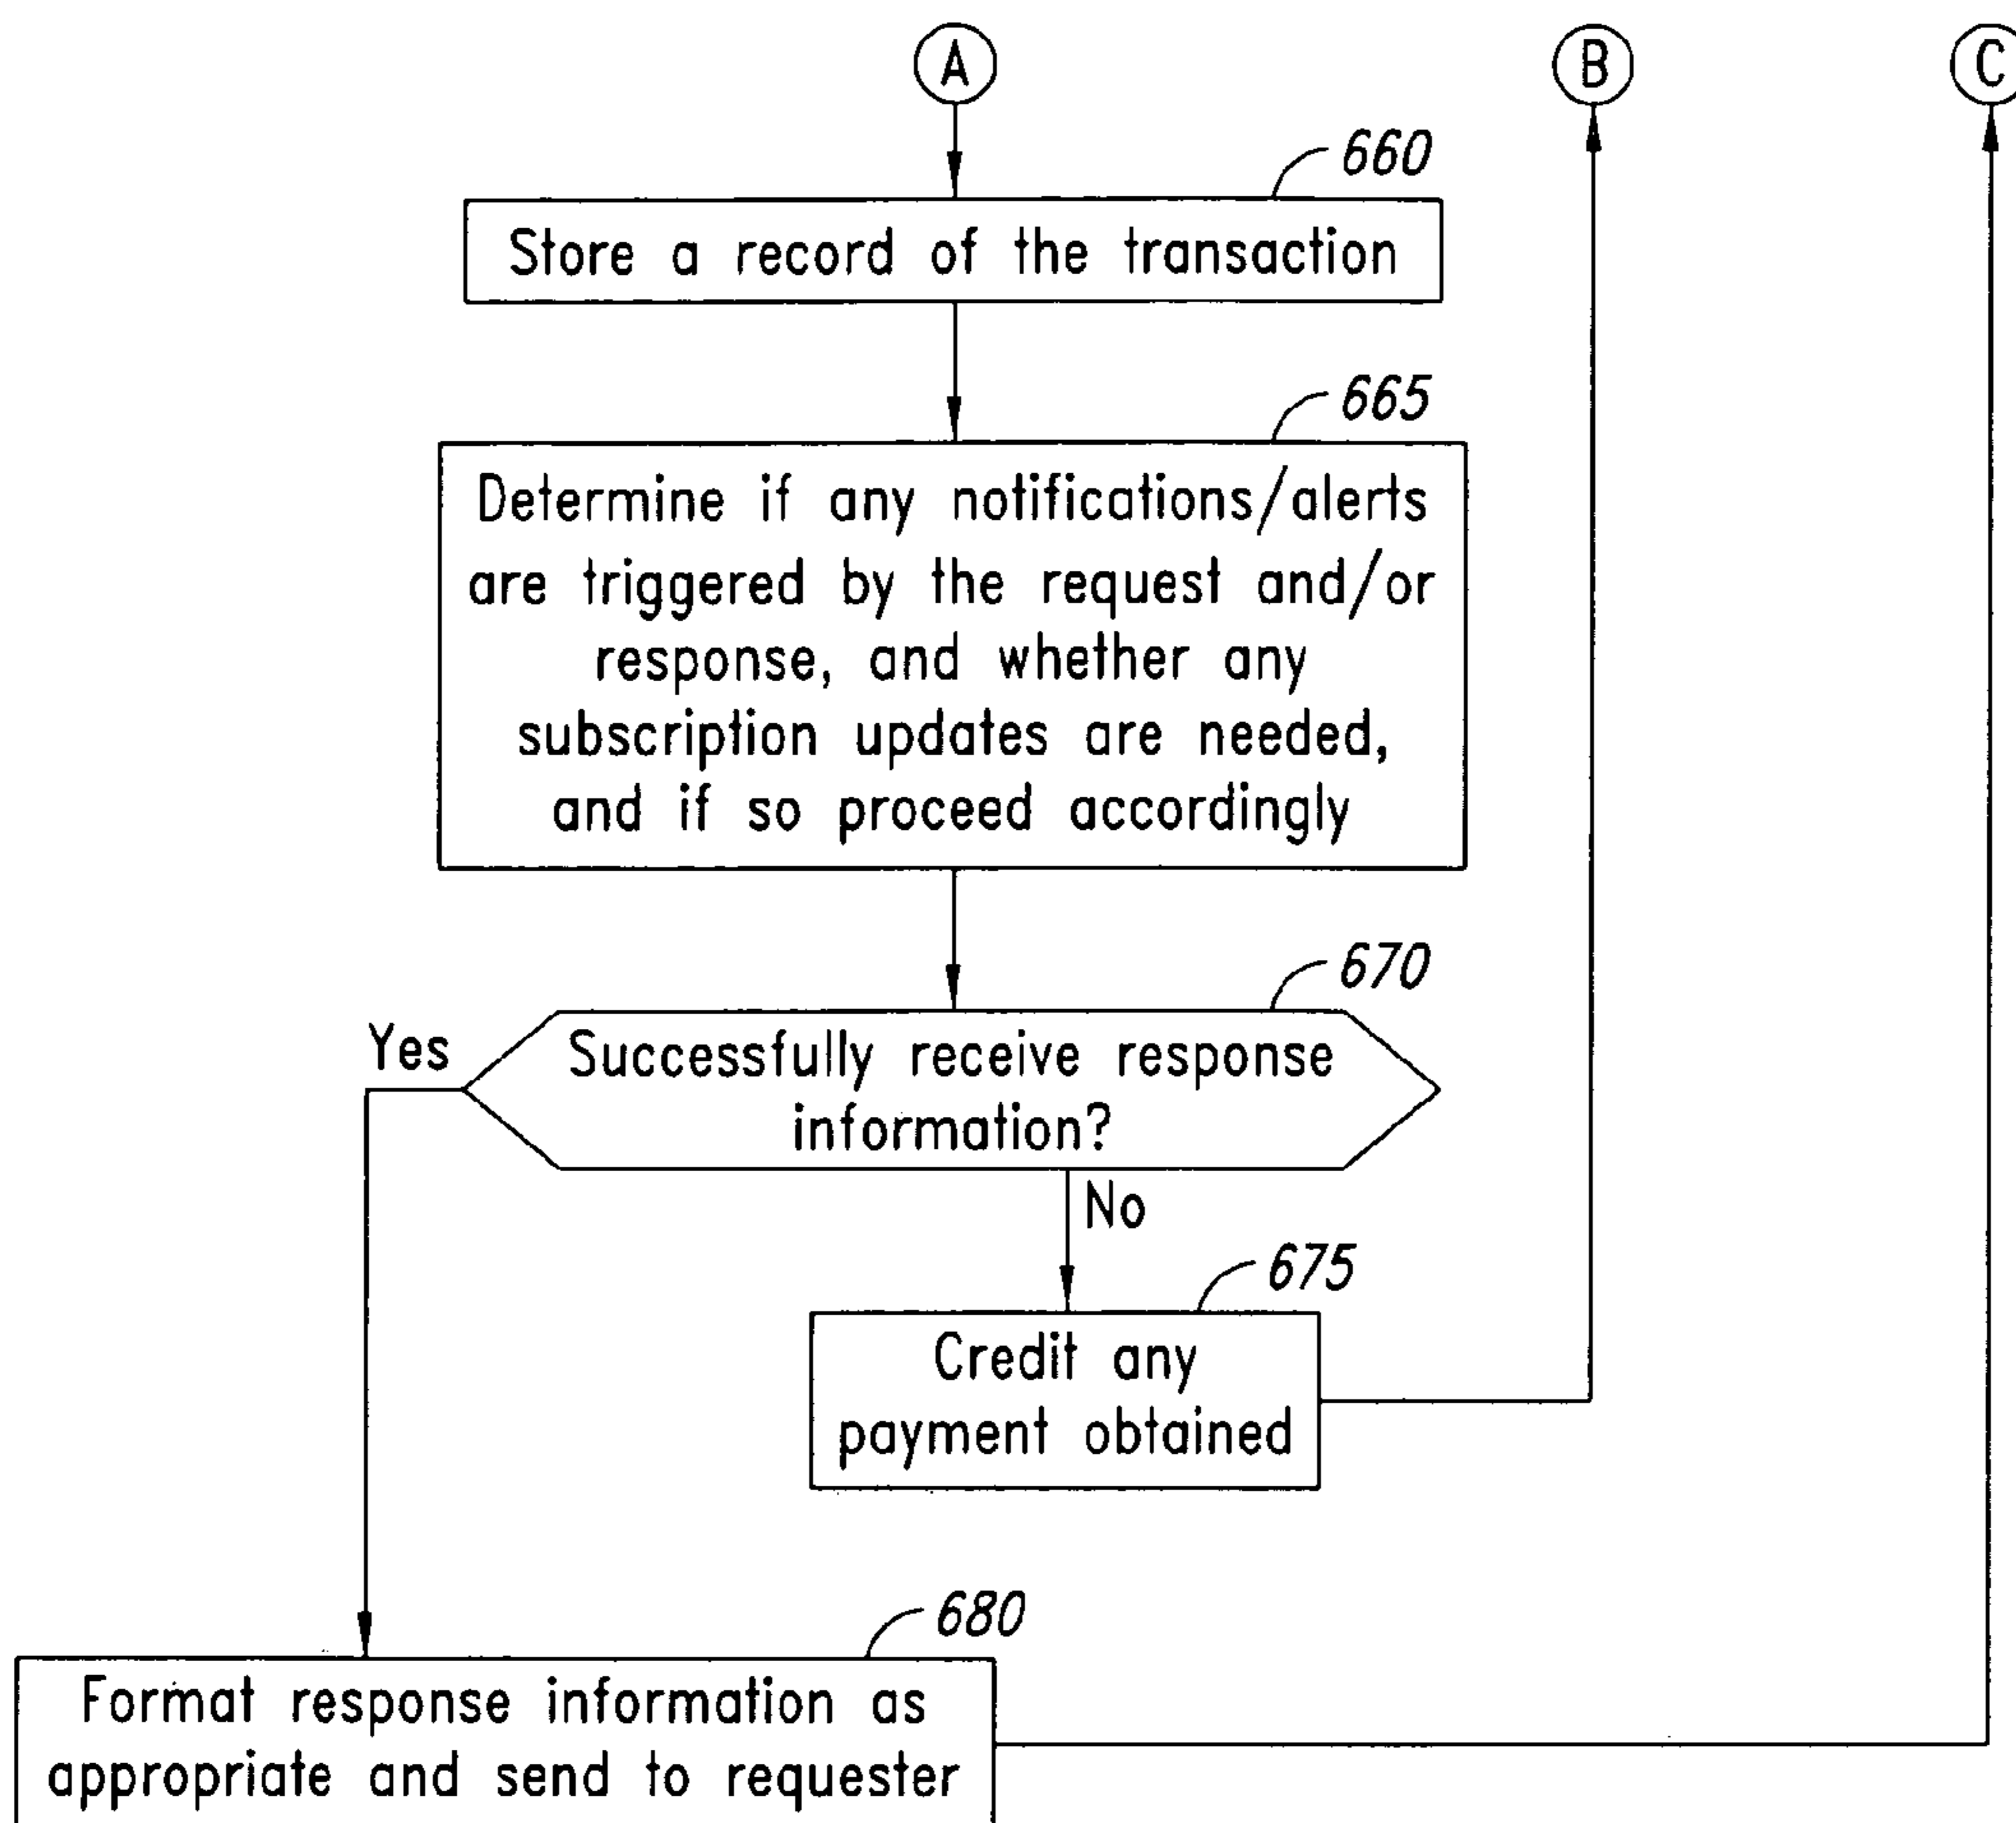 A
B
C
660
Store a record of the transaction
665
Determine if any notifications/alerts
are triggered by the request and/or
response, and whether any
subscription updates are needed,
and if so proceed accordingly
670
Yes
Successfully receive response
information?
No
675
Credit any
payment obtained
680
Format response information as
appropriate and send to requester